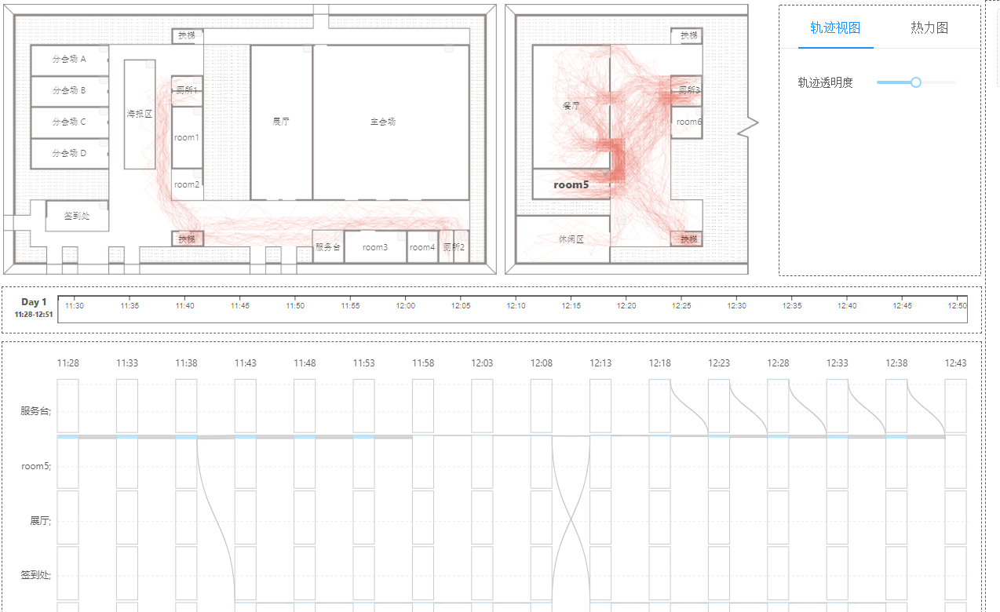 扶梯
分会场 A
分会场 B
分会场 C
分会场 D
海报区
厕所1
room1
room2
展厅
主会场
签到处
扶梯
服务台
room3
room4
厕所2
扶梯
餐厅
厕所3
room6
room5
休闲区
扶梯
轨迹视图 热力图
轨迹透明度
Day 1
11:28-12:51
11:30 11:35 11:40 11:45 11:50 11:55 12:00 12:05 12:10 12:15 12:20 12:25 12:30 12:35 12:40 12:45 12:50
11:28 11:33 11:38 11:43 11:48 11:53 11:58 12:03 12:08 12:13 12:18 12:23 12:28 12:33 12:38 12:43
服务台;
room5;
展厅;
签到处;